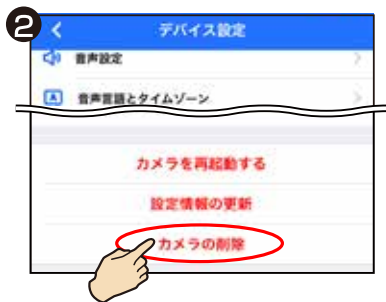 2
デバイス設定
音声設定
音声言語とタイムゾーン
カメラを再起動する
設定情報の更新
カメラの削除